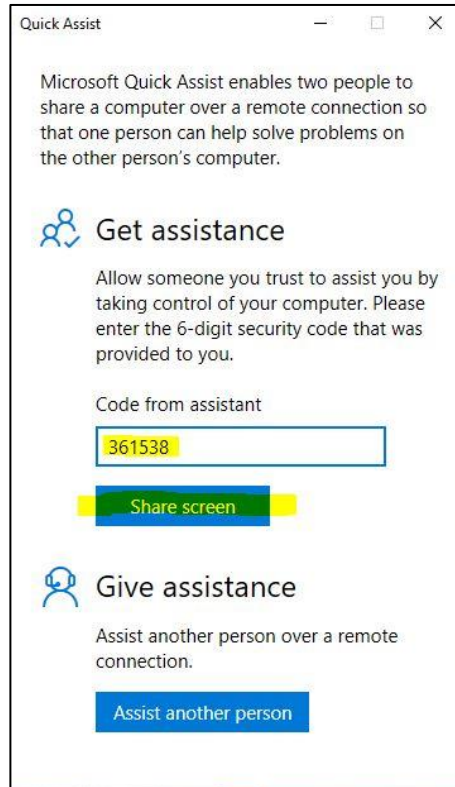 Quick Assist
Microsoft Quick Assist enables two people to
share a computer over a remote connection so
that one person can help solve problems on
the other person's computer.
Get assistance
Allow someone you trust to assist you by
taking control of your computer. Please
enter the 6-digit security code that was
provided to you.
Code from assistant
361538
Share screen
Give assistance
Assist another person over a remote
connection.
Assist another person